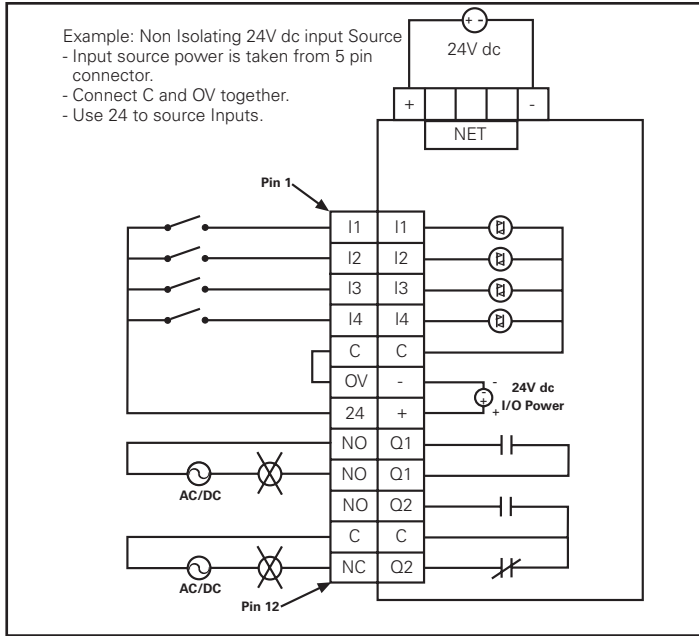 Example: Non Isolating 24V dc input Source
- Input source power is taken from 5 pin
connector.
- Connect C and OV together.
- Use 24 to source Inputs.
+ -
24V dc
+ -
NET
Pin 1
I1 I1
I2 I2
I3 I3
I4 I4
C C
OV - -
24V dc
I/O Power
- +
24 + +
NO Q1
NO Q1
AC/DC
NO Q2
C C
NC Q2
AC/DC
Pin 12